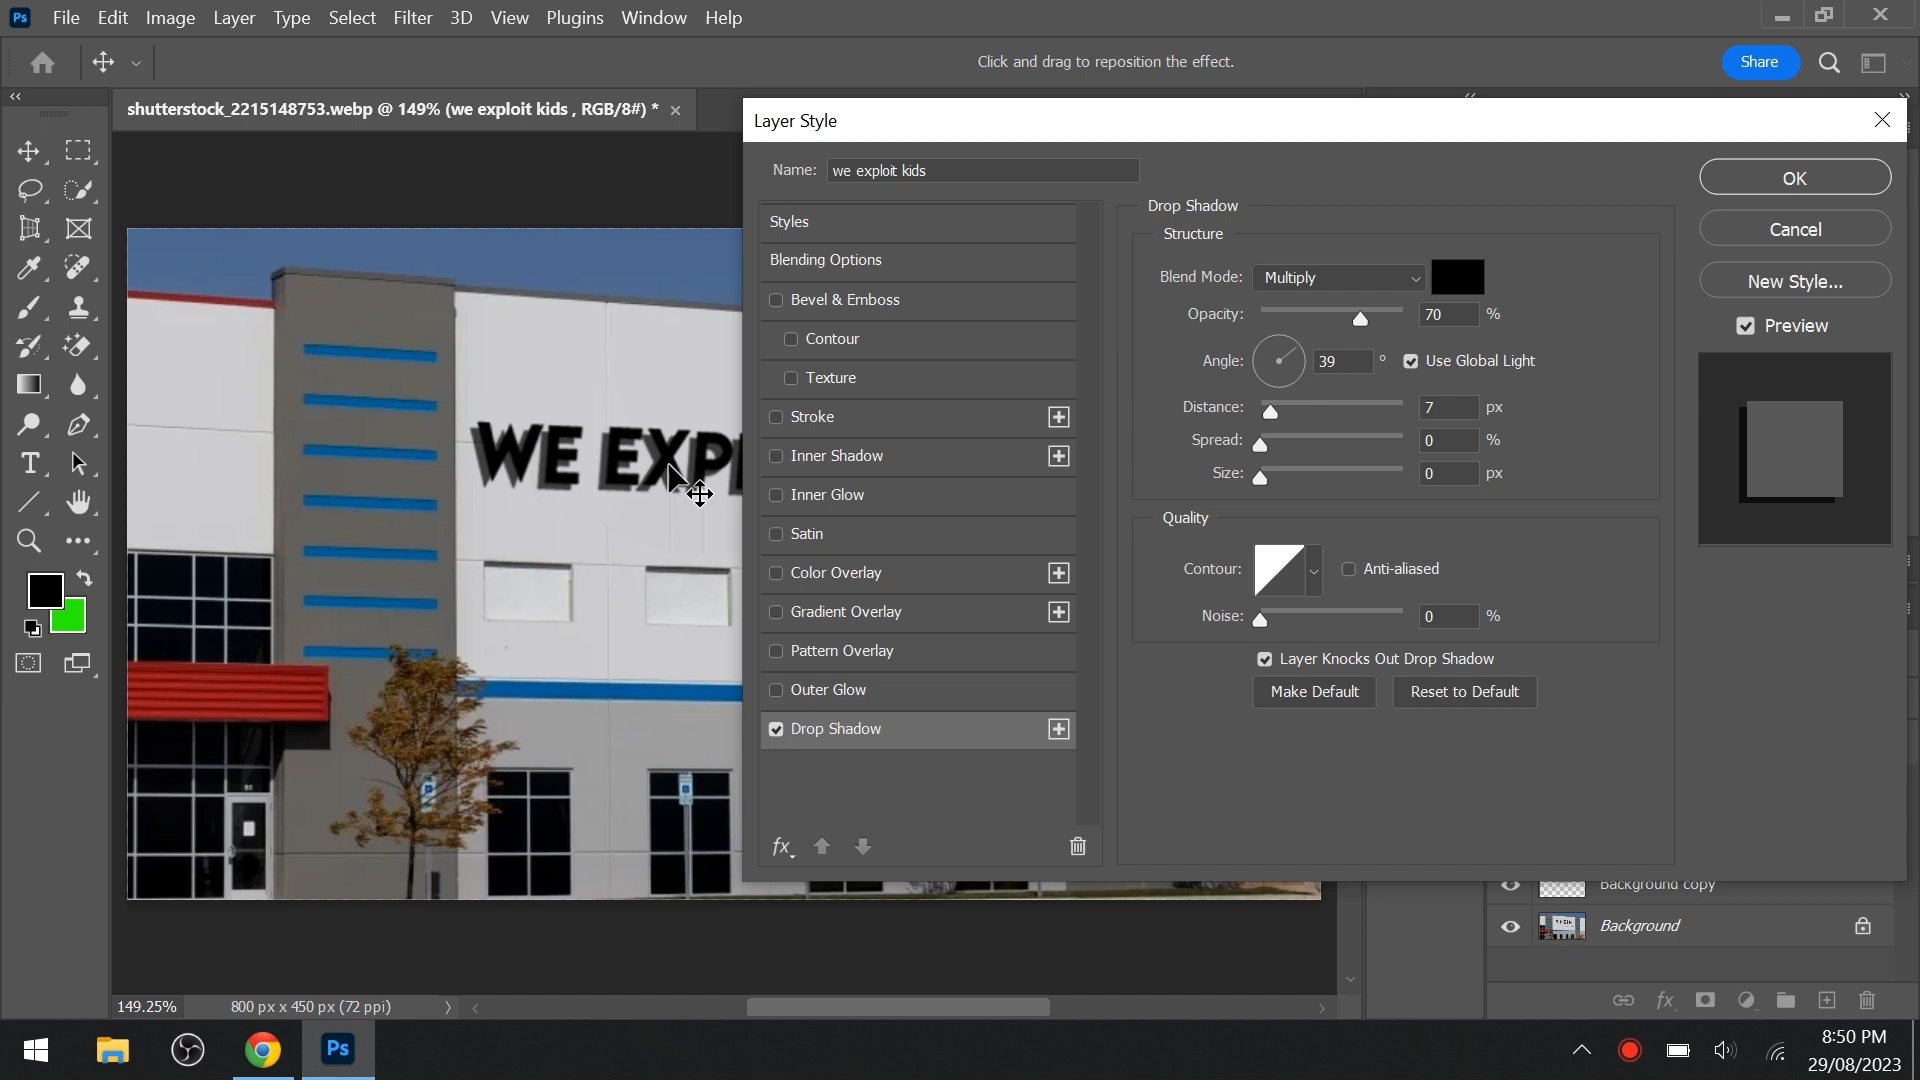 Ps File Edit Image Layer Type Select Filter 3D View Plugins Window Help
Click and drag to reposition the effect.
Share
shutterstock_2215148753.webp @ 149% (we exploit kids , RGB/8#) *
Layer Style
Name: we exploit kids
Styles
Blending Options
Bevel & Emboss
Contour
Texture
Stroke
Inner Shadow
Inner Glow
Satin
Color Overlay
Gradient Overlay
Pattern Overlay
Outer Glow
Drop Shadow
fx
Drop Shadow
Structure
Blend Mode: Multiply
Opacity: 70 %
Angle: 39 ° Use Global Light
Distance: 7 px
Spread: 0 %
Size: 0 px
Quality
Contour: Anti-aliased
Noise: 0 %
Layer Knocks Out Drop Shadow
Make Default Reset to Default
OK
Cancel
New Style...
Preview
WE EXP
Background copy
Background
fx
149.25% 800 px x 450 px (72 ppi)
Ps
8:50 PM
29/08/2023